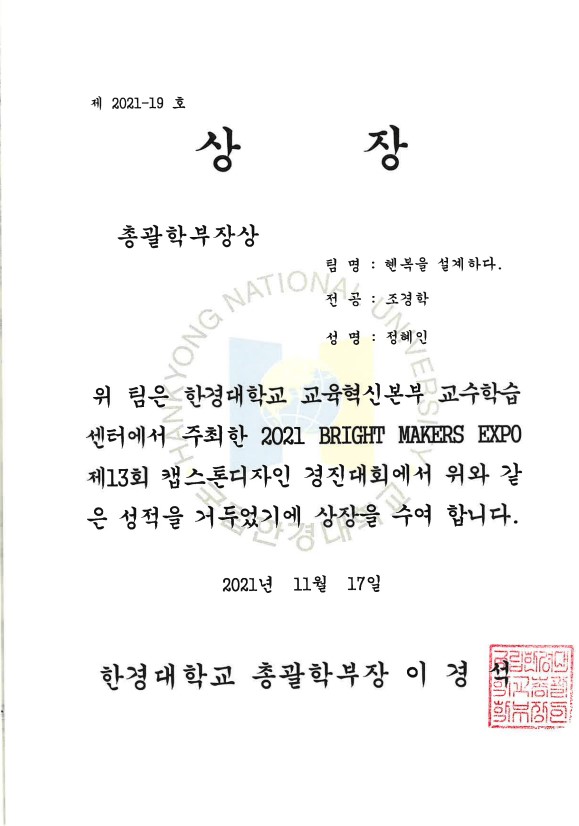 제 2021-19 호
상 장
총괄학부장상
팀 명 : 헨복을 설계하다.
전 공 : 조경학
성 명 : 정혜인
위 팀은 한경대학교 교육혁신본부 교수학습
센터에서 주최한 2021 BRIGHT MAKERS EXPO
제13회 캡스톤디자인 경진대회에서 위와 같
은 성적을 거두었기에 상장을 수여 합니다.
2021년 11월 17일
한경대학교 총괄학부장 이 경 석
HANKYONG NATIONAL UNIVERSITY
국립한경대학교